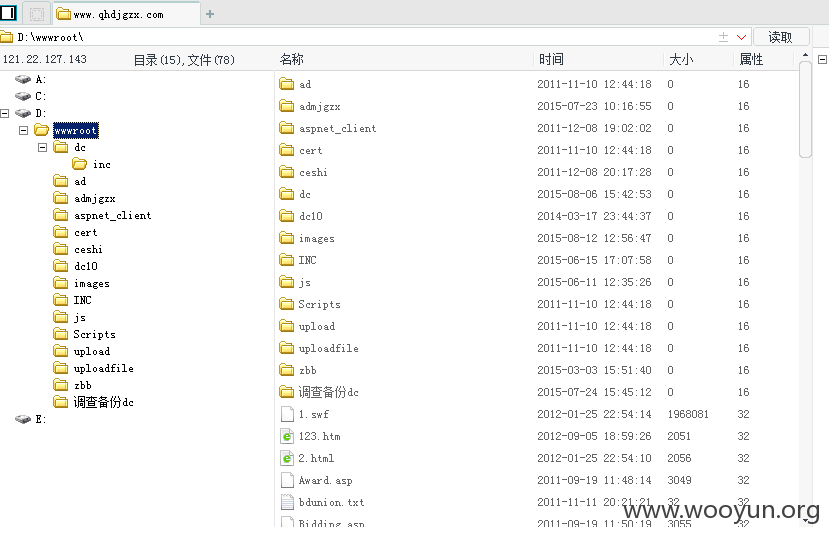 www.qhdjgzx.com
D:\wwwroot\ 读取
121.22.127.143 目录(15),文件(78) 名称 时间 大小 属性
A:
C:
D:
wwwroot
dc
inc
ad
admjgzx
aspnet_client
cert
ceshi
dc10
images
INC
js
Scripts
upload
uploadfile
zbb
调查备份dc
E:
ad 2011-11-10 12:44:18 0 16
admjgzx 2015-07-23 10:16:55 0 16
aspnet_client 2011-12-08 19:02:02 0 16
cert 2011-11-10 12:44:18 0 16
ceshi 2011-12-08 20:17:28 0 16
dc 2015-08-06 15:42:53 0 16
dc10 2014-03-17 23:44:37 0 16
images 2015-08-12 12:56:47 0 16
INC 2015-06-15 17:07:58 0 16
js 2015-06-11 12:35:26 0 16
Scripts 2011-11-10 12:44:18 0 16
upload 2011-11-10 12:44:18 0 16
uploadfile 2011-11-10 12:44:18 0 16
zbb 2015-03-03 15:51:40 0 16
调查备份dc 2015-07-24 15:45:12 0 16
1.swf 2012-01-25 22:54:14 1968081 32
123.htm 2012-09-05 18:59:26 2051 32
2.html 2012-01-25 22:54:10 2056 32
Award.asp 2011-09-19 11:48:14 3049 32
bdunion.txt 2011-11-11 20:21:21 32 32
Bidding.asp 2011-09-19 11:50:19 3055 32
www.wooyun.org